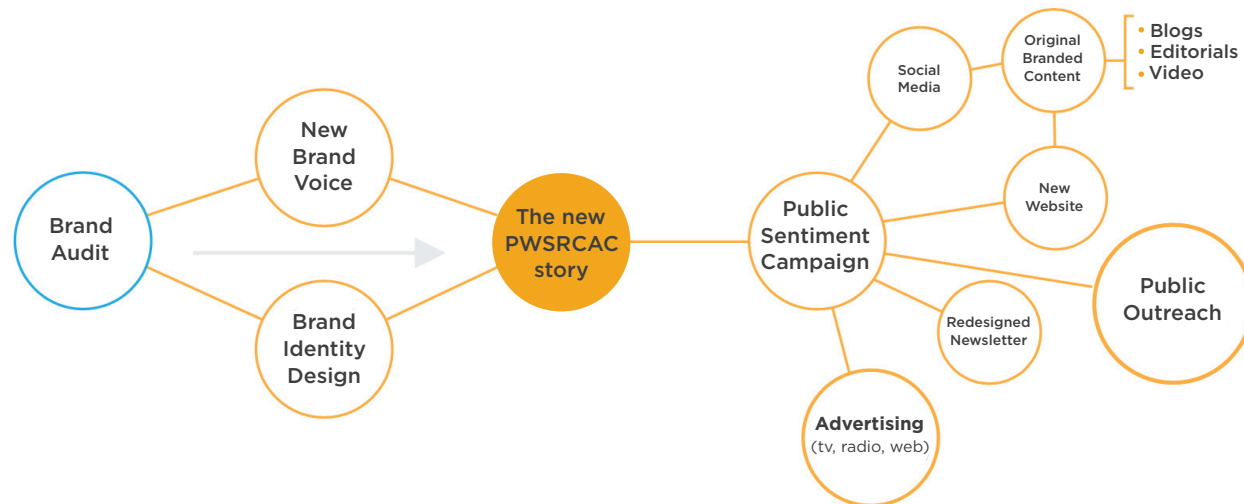 Brand
Audit
New
Brand
Voice
Brand
Identity
Design
The new
PWSRCAC
story
Public
Sentiment
Campaign
Social
Media
Original
Branded
Content
• Blogs
• Editorials
• Video
New
Website
Public
Outreach
Redesigned
Newsletter
Advertising
(tv, radio, web)